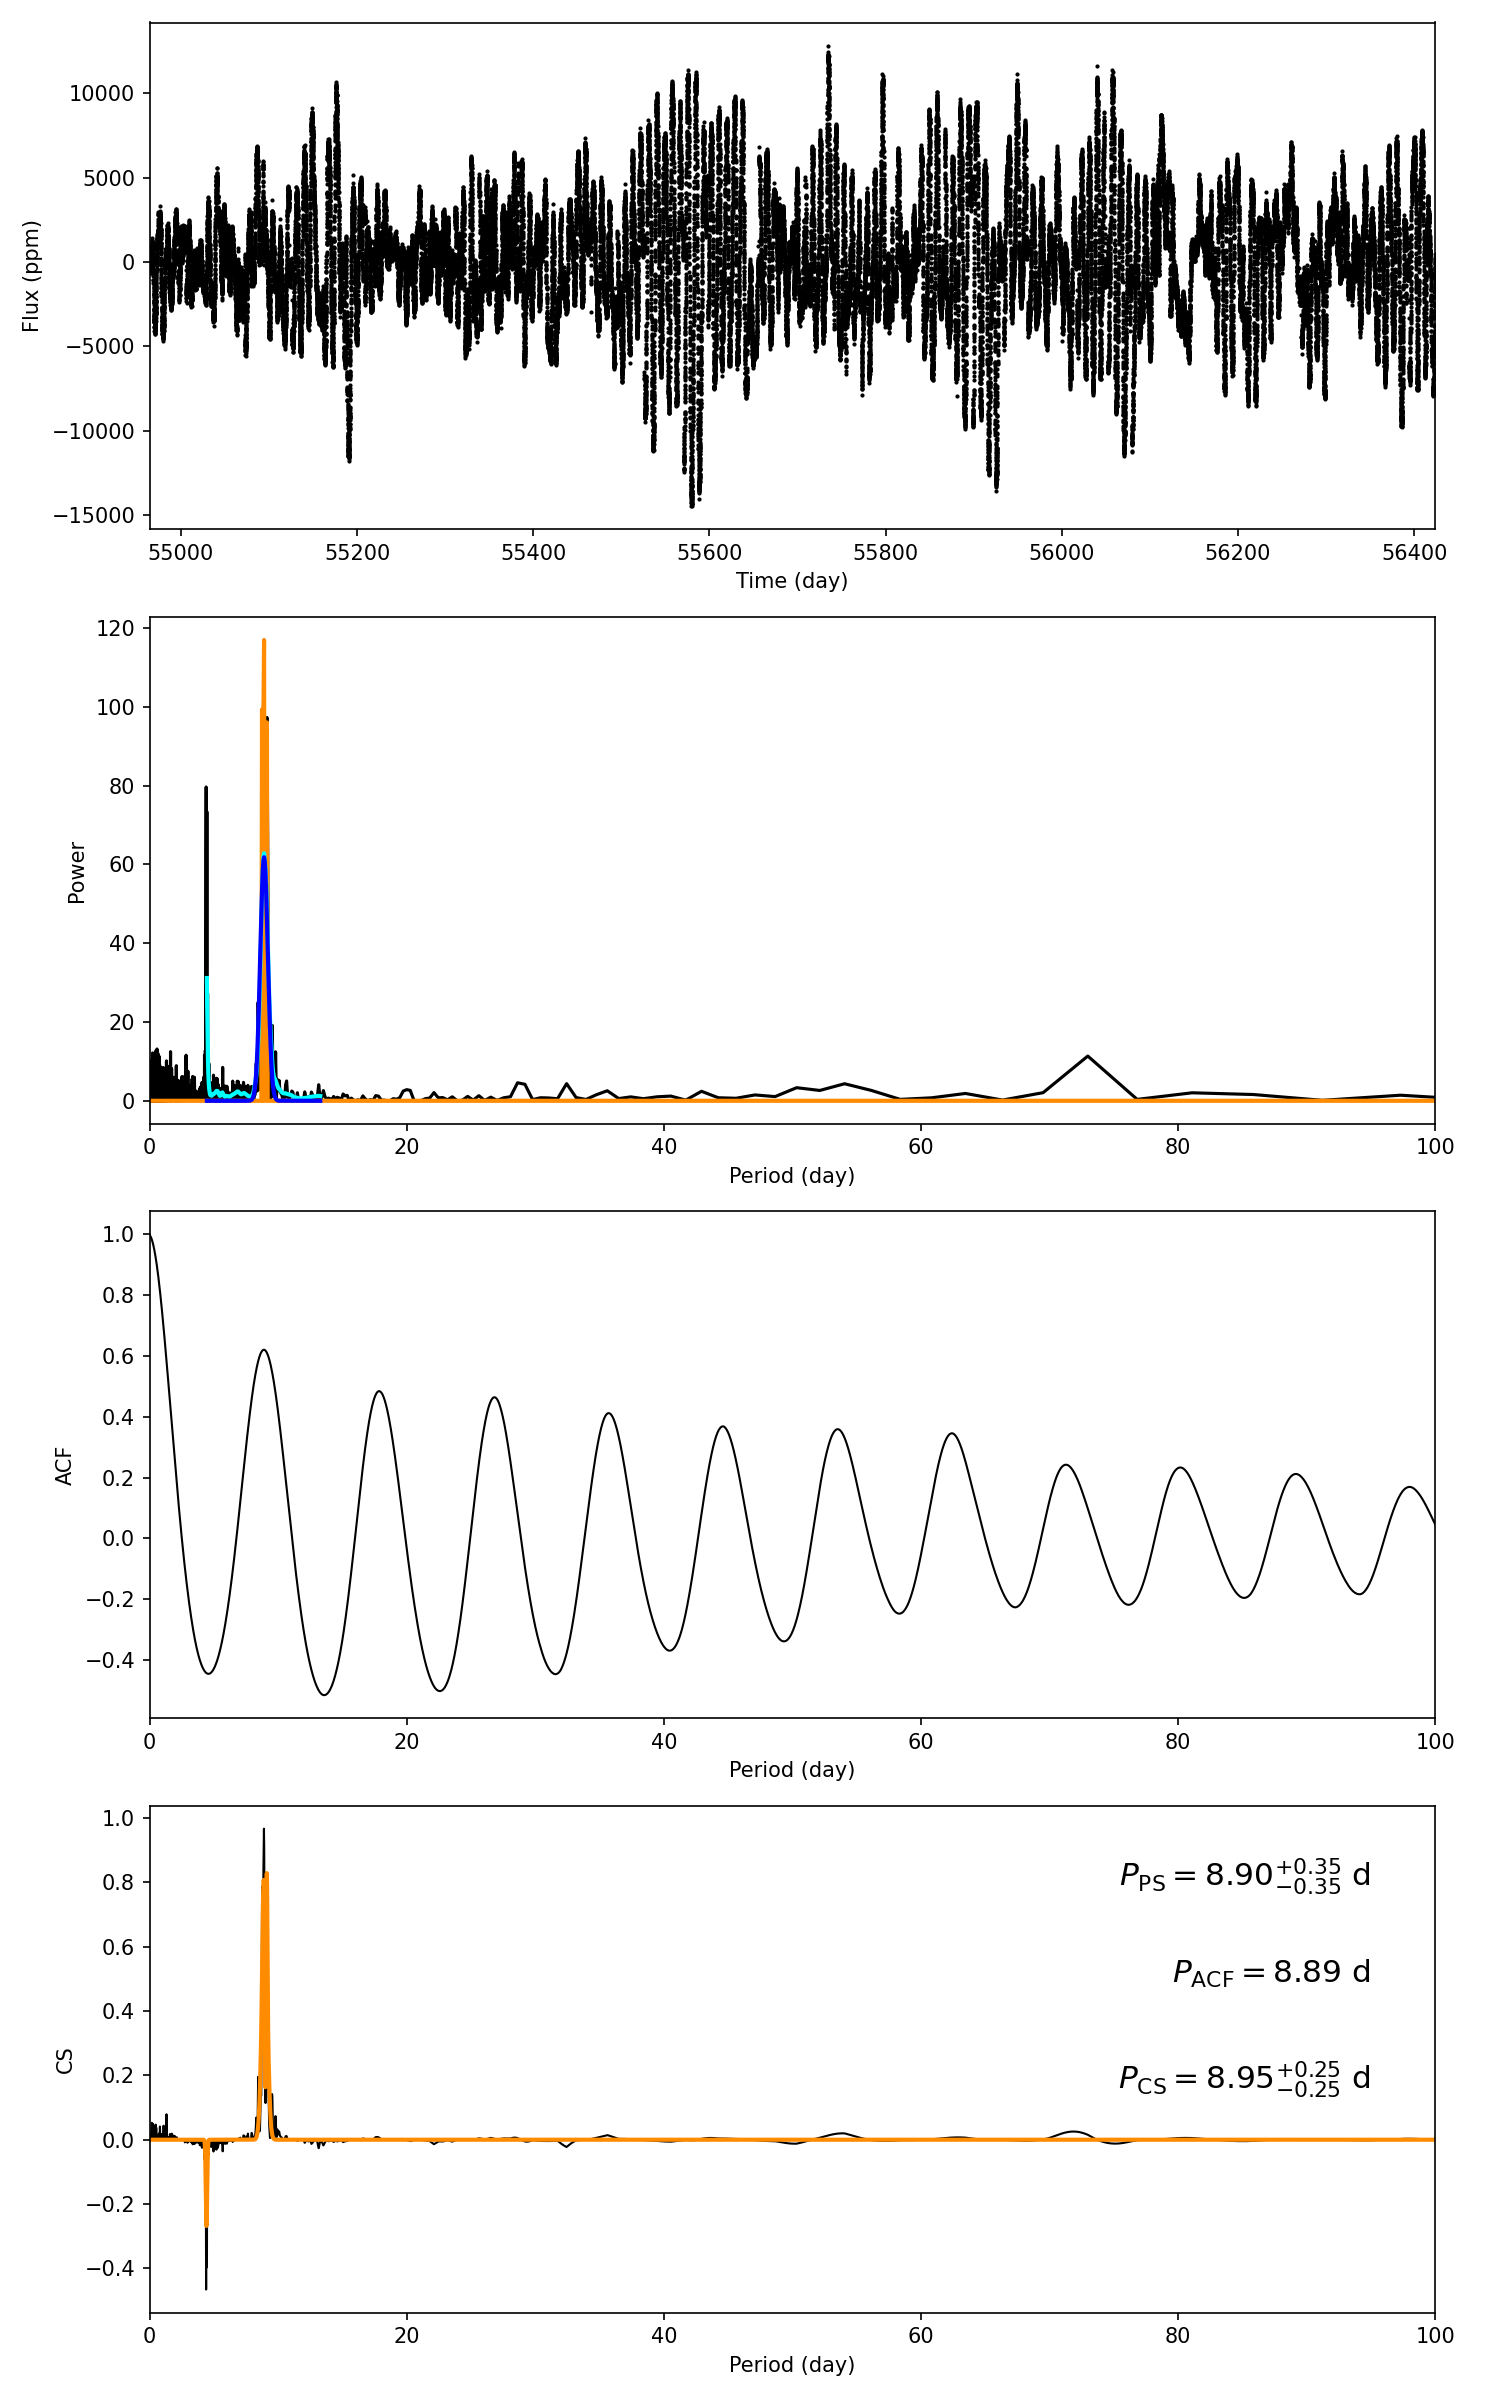 10000
5000
0
−5000
−10000
−15000
Flux (ppm)
55000 55200 55400 55600 55800 56000 56200 56400
Time (day)
120
100
80
60
40
20
0
Power
0 20 40 60 80 100
Period (day)
1.0
0.8
0.6
0.4
0.2
0.0
−0.2
−0.4
ACF
0 20 40 60 80 100
Period (day)
1.0
0.8
0.6
0.4
0.2
0.0
−0.2
−0.4
CS
P_PS = 8.90^{+0.35}_{−0.35} d
P_ACF = 8.89 d
P_CS = 8.95^{+0.25}_{−0.25} d
0 20 40 60 80 100
Period (day)